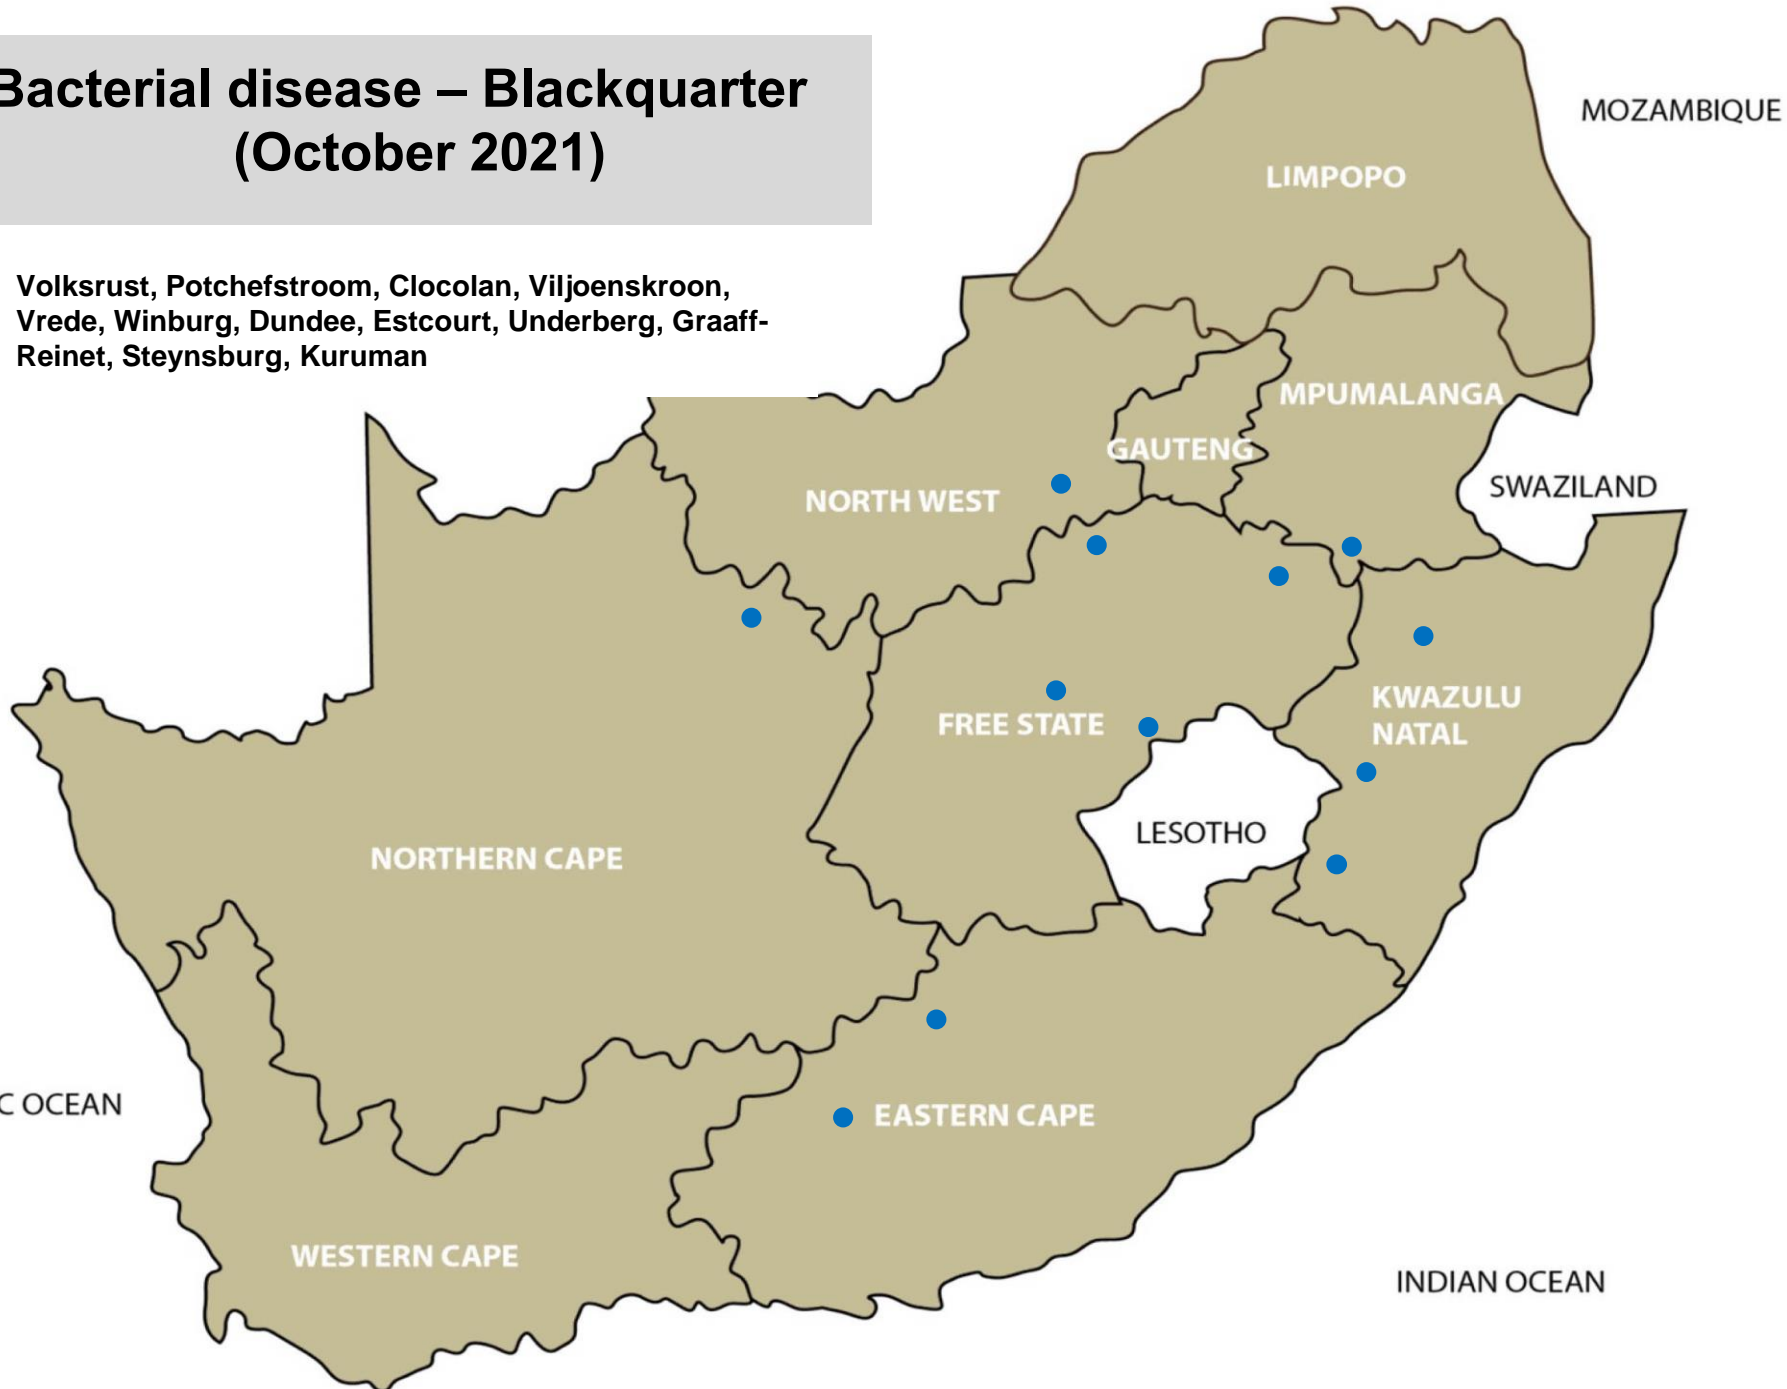 Bacterial disease – Blackquarter
(October 2021)
Volksrust, Potchefstroom, Clocolan, Viljoenskroon,
Vrede, Winburg, Dundee, Estcourt, Underberg, Graaff-
Reinet, Steynsburg, Kuruman
MOZAMBIQUE
LIMPOPO
MPUMALANGA
GAUTENG
SWAZILAND
NORTH WEST
KWAZULU
NATAL
FREE STATE
LESOTHO
NORTHERN CAPE
C OCEAN
EASTERN CAPE
WESTERN CAPE
INDIAN OCEAN